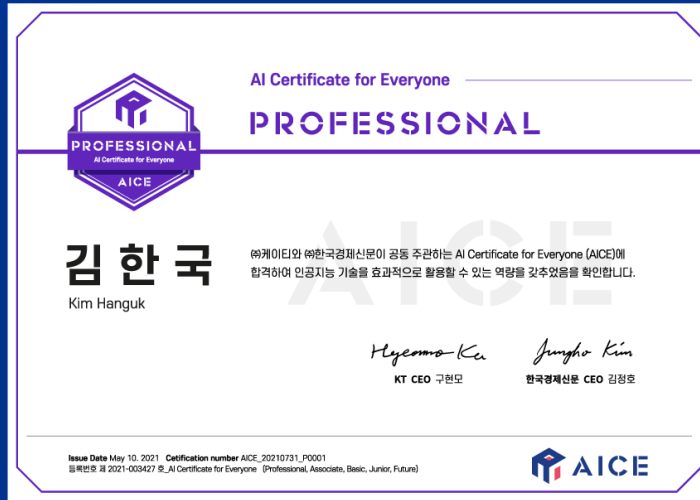 AI Certificate for Everyone
PROFESSIONAL
PROFESSIONAL
AI Certificate for Everyone
AICE
AICE
김한국
Kim Hanguk
㈜케이티와 ㈜한국경제신문이 공동 주관하는 AI Certificate for Everyone (AICE)에
합격하여 인공지능 기술을 효과적으로 활용할 수 있는 역량을 갖추었음을 확인합니다.
Hyeonmo Ku
Jungho Kim
KT CEO 구현모
한국경제신문 CEO 김정호
Issue Date May 10. 2021 Cetification number AICE_20210731_P0001
등록번호 제 2021-003427 호_AI Certificate for Everyone (Professional, Associate, Basic, Junior, Future)
AICE